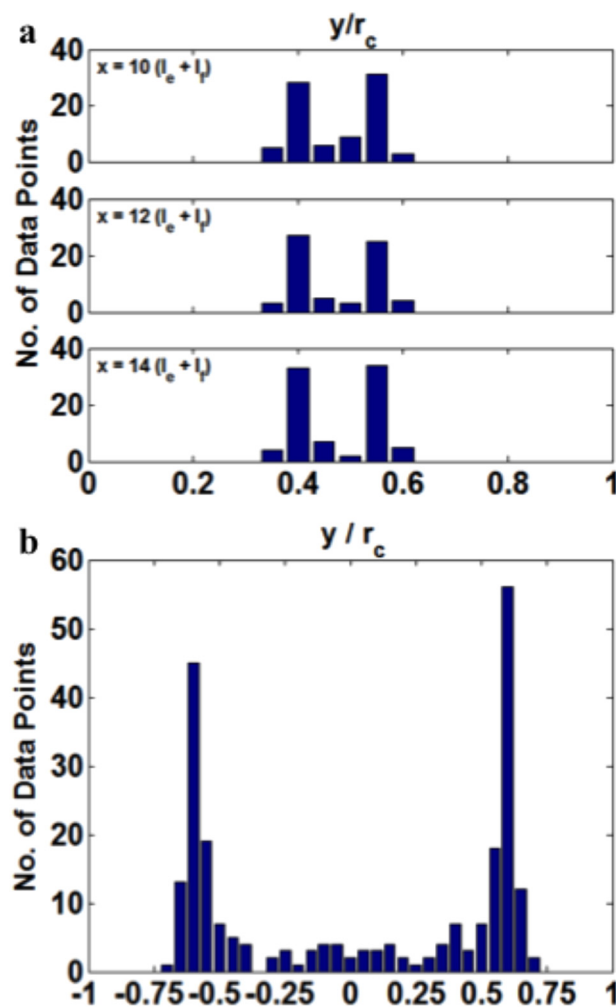 a
y/r_c
No. of Data Points
40
x = 10 (l_e + l_f)
20
0
40
x = 12 (l_e + l_f)
20
0
40
x = 14 (l_e + l_f)
20
0
0 0.2 0.4 0.6 0.8 1
b
y / r_c
No. of Data Points
60
50
40
30
20
10
0
-1 -0.75 -0.5 -0.25 0 0.25 0.5 0.75 1